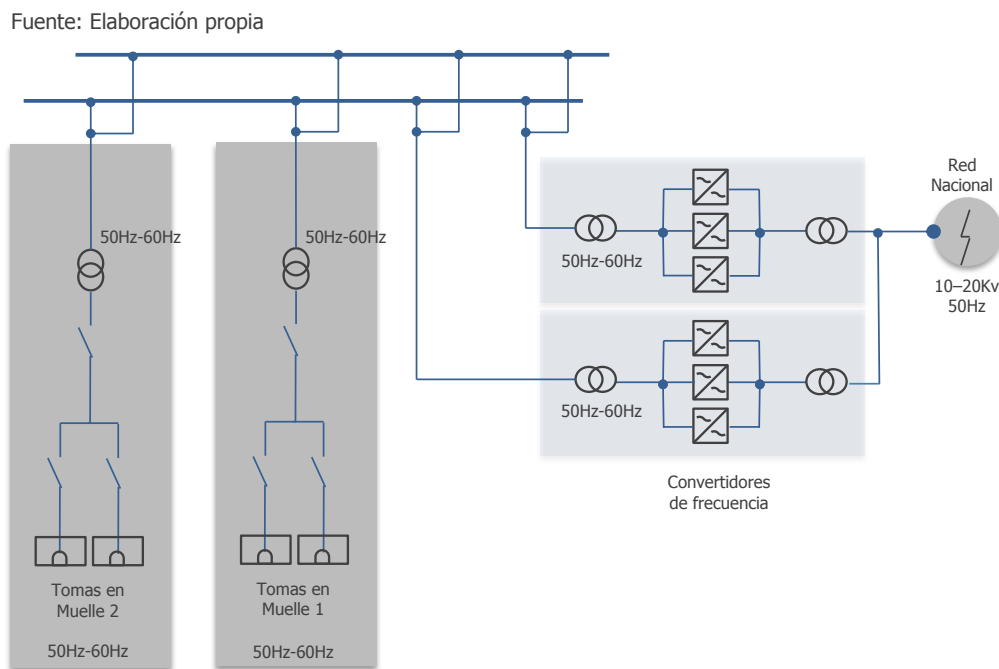 Fuente: Elaboración propia
50Hz-60Hz
50Hz-60Hz
Red
Nacional
50Hz-60Hz
10–20Kv
50Hz
50Hz-60Hz
Convertidores
de frecuencia
Tomas en
Muelle 2
50Hz-60Hz
Tomas en
Muelle 1
50Hz-60Hz